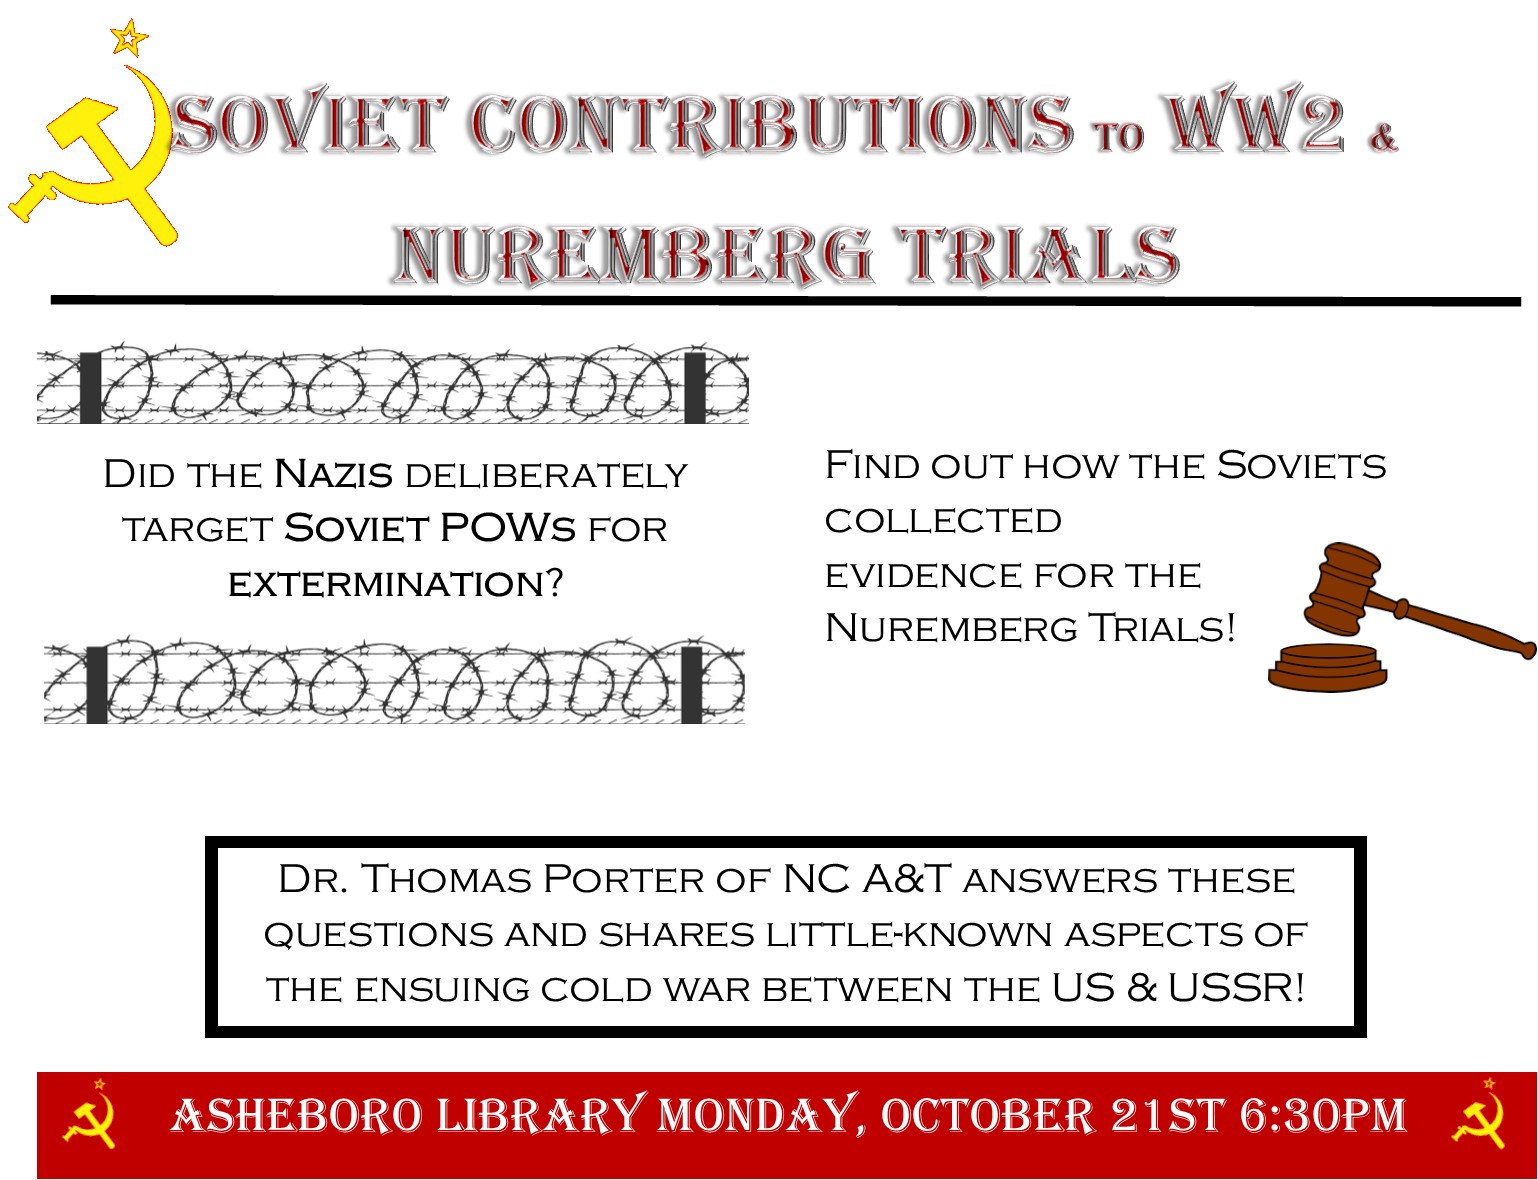 SOVIET CONTRIBUTIONS TO WW2 &
NUREMBERG TRIALS
DID THE NAZIS DELIBERATELY
TARGET SOVIET POWS FOR
EXTERMINATION?
FIND OUT HOW THE SOVIETS
COLLECTED
EVIDENCE FOR THE
NUREMBERG TRIALS!
DR. THOMAS PORTER OF NC A&T ANSWERS THESE
QUESTIONS AND SHARES LITTLE-KNOWN ASPECTS OF
THE ENSUING COLD WAR BETWEEN THE US & USSR!
ASHEBORO LIBRARY MONDAY, OCTOBER 21ST 6:30PM